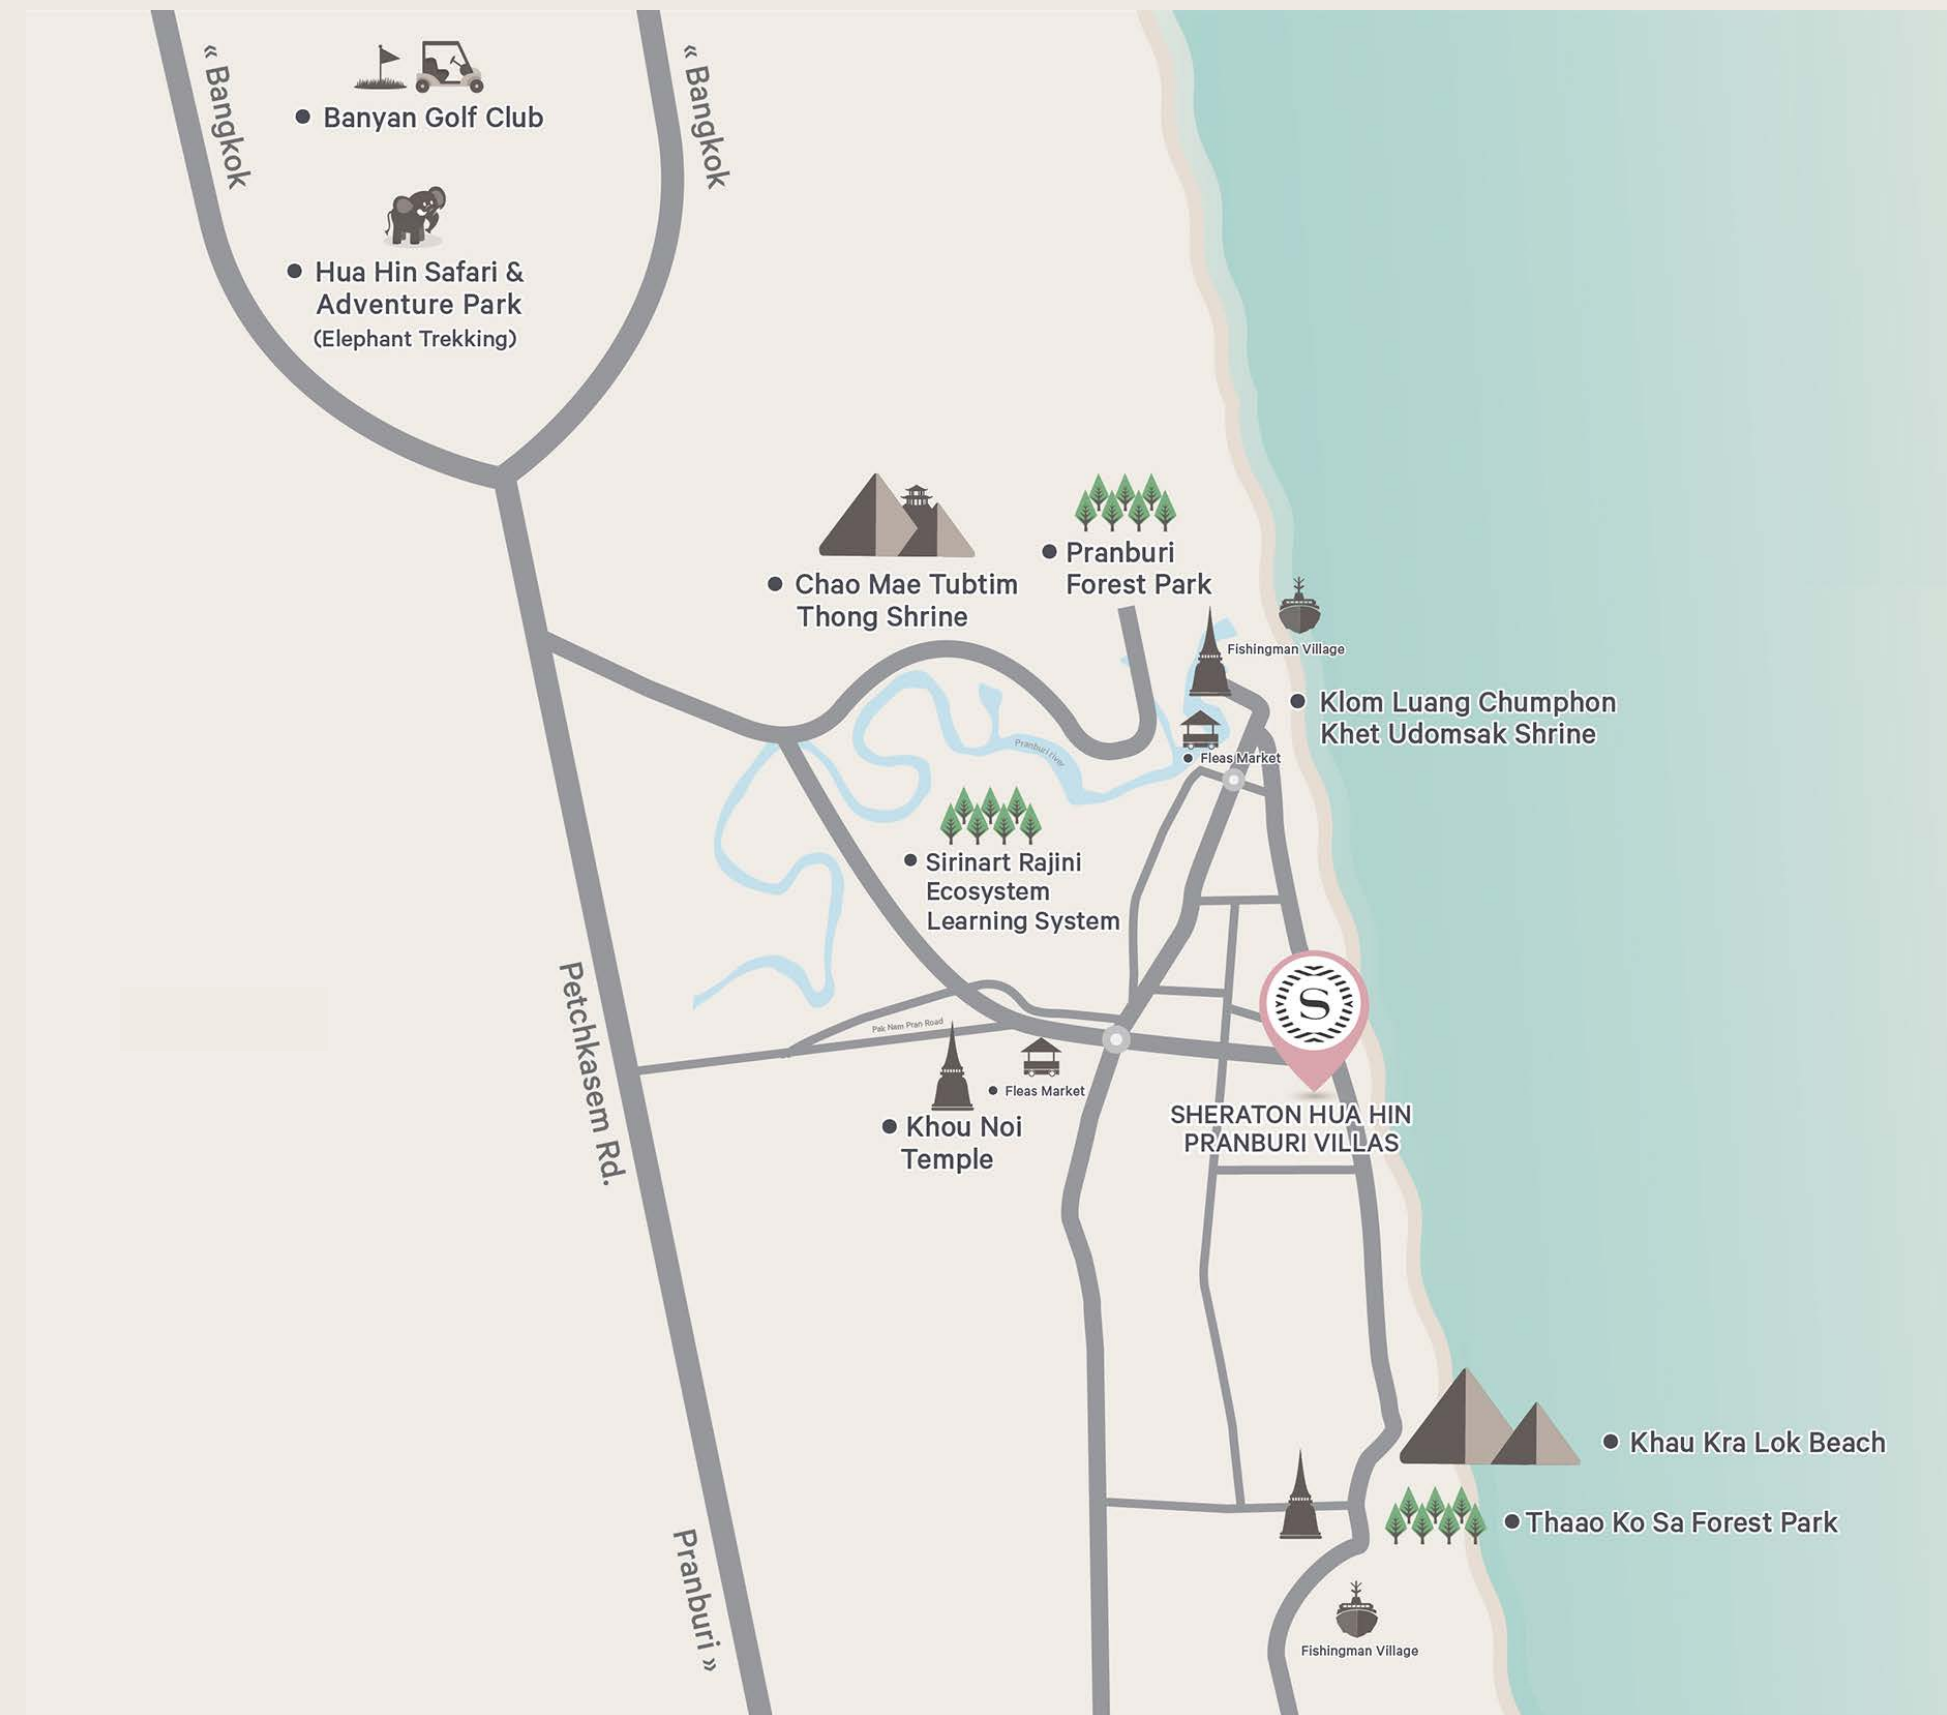 « Bangkok
« Bangkok
Banyan Golf Club
Hua Hin Safari &
Adventure Park
(Elephant Trekking)
Chao Mae Tubtim
Thong Shrine
Pranburi
Forest Park
Fishingman Village
Klom Luang Chumphon
Khet Udomsak Shrine
Pranburi river
Fleas Market
Sirinart Rajini
Ecosystem
Learning System
S
Petchkasem Rd.
Pak Nam Pran Road
Fleas Market
Khou Noi
Temple
SHERATON HUA HIN
PRANBURI VILLAS
Khau Kra Lok Beach
Thaao Ko Sa Forest Park
Pranburi »
Fishingman Village